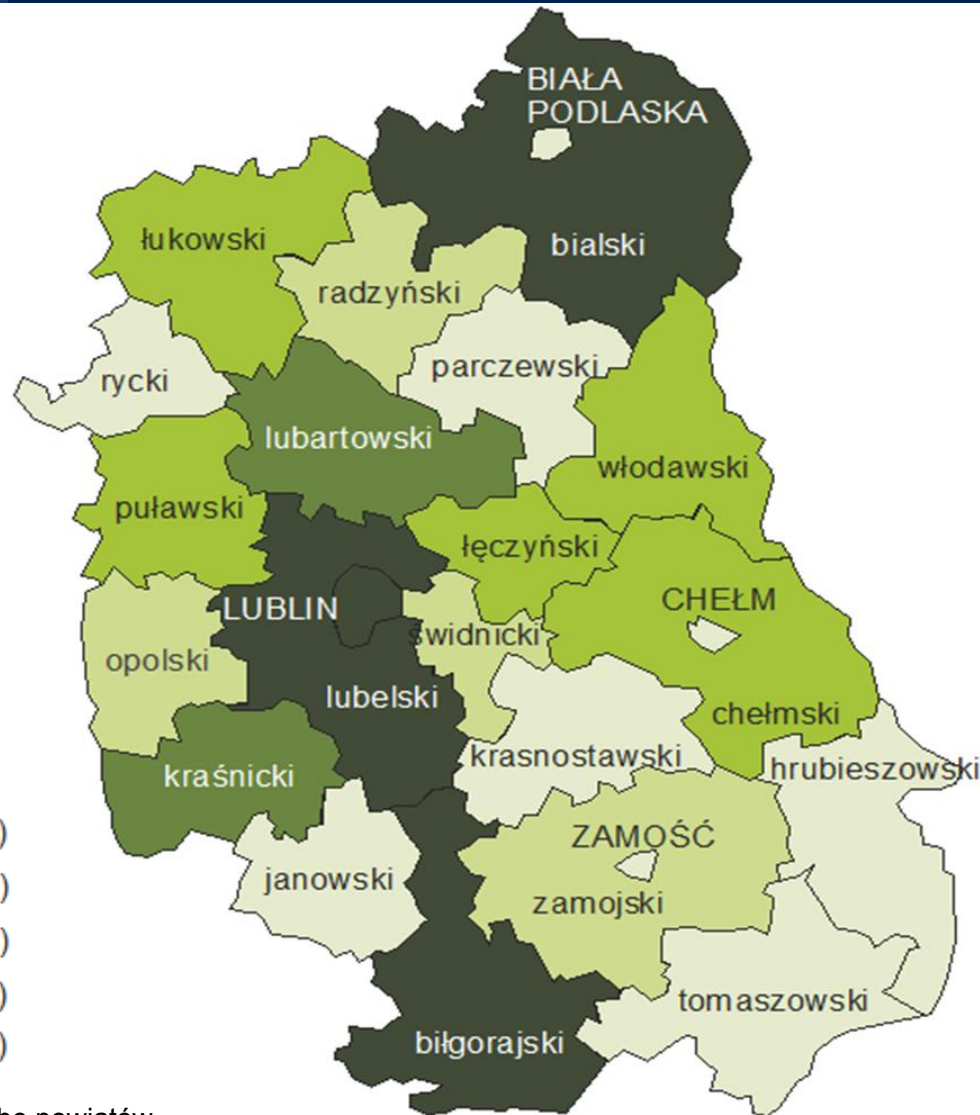 BIAŁA
PODLASKA
łukowski
bialski
radzyński
parczewski
rycki
lubartowski
włodawski
puławski
łęczyński
CHEŁM
LUBLIN
świdnicki
opolski
lubelski
chełmski
krasnostawski
hrubieszowski
kraśnicki
ZAMOŚĆ
)
)
janowski
zamojski
)
)
tomaszowski
)
biłgorajski
powiatów